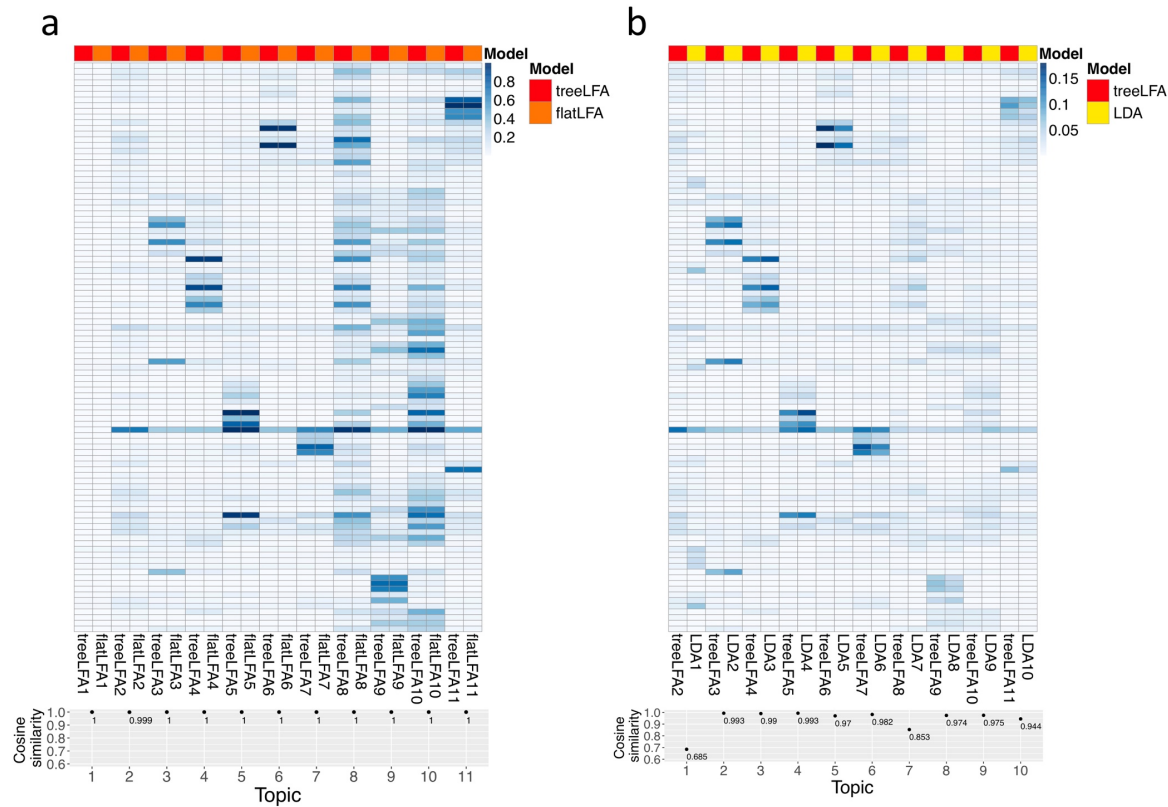 a
Model
0.8
0.6
0.4
0.2
Model
treeLFA
flatLFA
treeLFA1
flatLFA1
treeLFA2
flatLFA2
treeLFA3
flatLFA3
treeLFA4
flatLFA4
treeLFA5
flatLFA5
treeLFA6
flatLFA6
treeLFA7
flatLFA7
treeLFA8
flatLFA8
treeLFA9
flatLFA9
treeLFA10
flatLFA10
treeLFA11
flatLFA11
Cosine
similarity
1.0
0.9
0.8
0.7
0.6
1 0.999 1 1 1 1 1 1 1 1 1
1 2 3 4 5 6 7 8 9 10 11
Topic
b
Model
0.15
0.1
0.05
Model
treeLFA
LDA
treeLFA2
LDA1
treeLFA3
LDA2
treeLFA4
LDA3
treeLFA5
LDA4
treeLFA6
LDA5
treeLFA7
LDA6
treeLFA8
LDA7
treeLFA9
LDA8
treeLFA10
LDA9
treeLFA11
LDA10
Cosine
similarity
1.0
0.9
0.8
0.7
0.6
0.685 0.993 0.99 0.993 0.97 0.982 0.853 0.974 0.975 0.944
1 2 3 4 5 6 7 8 9 10
Topic